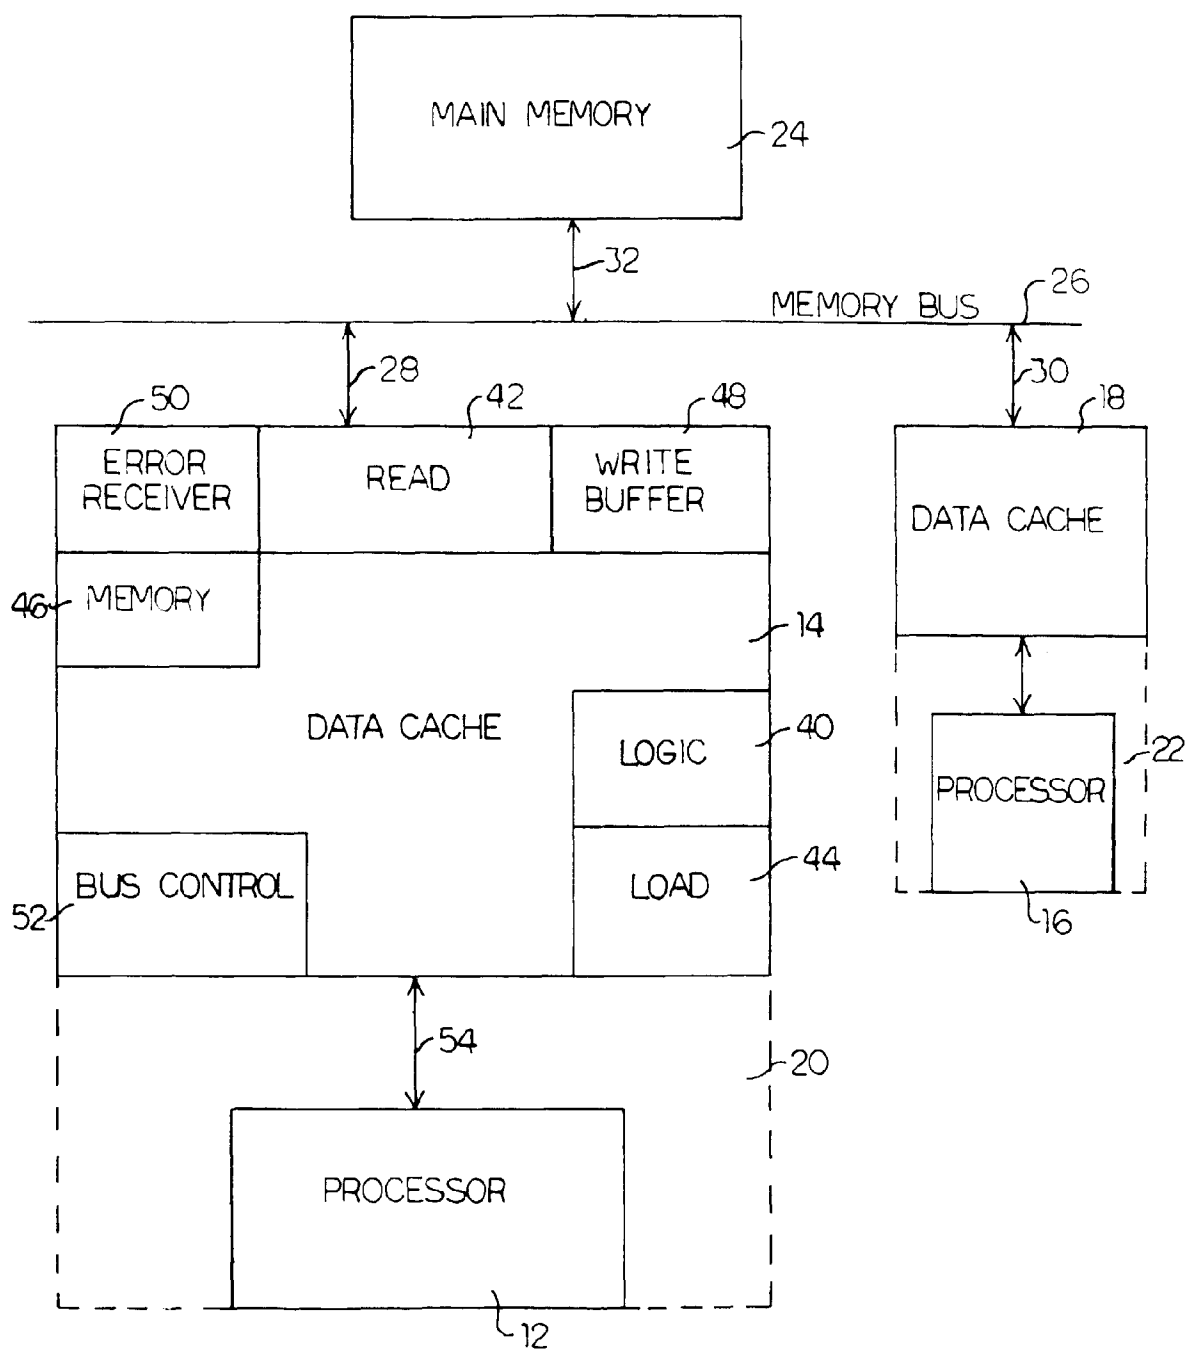 MAIN MEMORY
24
32
MEMORY BUS
26
28
30
50
42
48
18
ERROR
RECEIVER
READ
WRITE
BUFFER
DATA CACHE
46
MEMORY
14
DATA CACHE
40
LOGIC
22
PROCESSOR
44
LOAD
BUS CONTROL
52
16
54
20
PROCESSOR
12